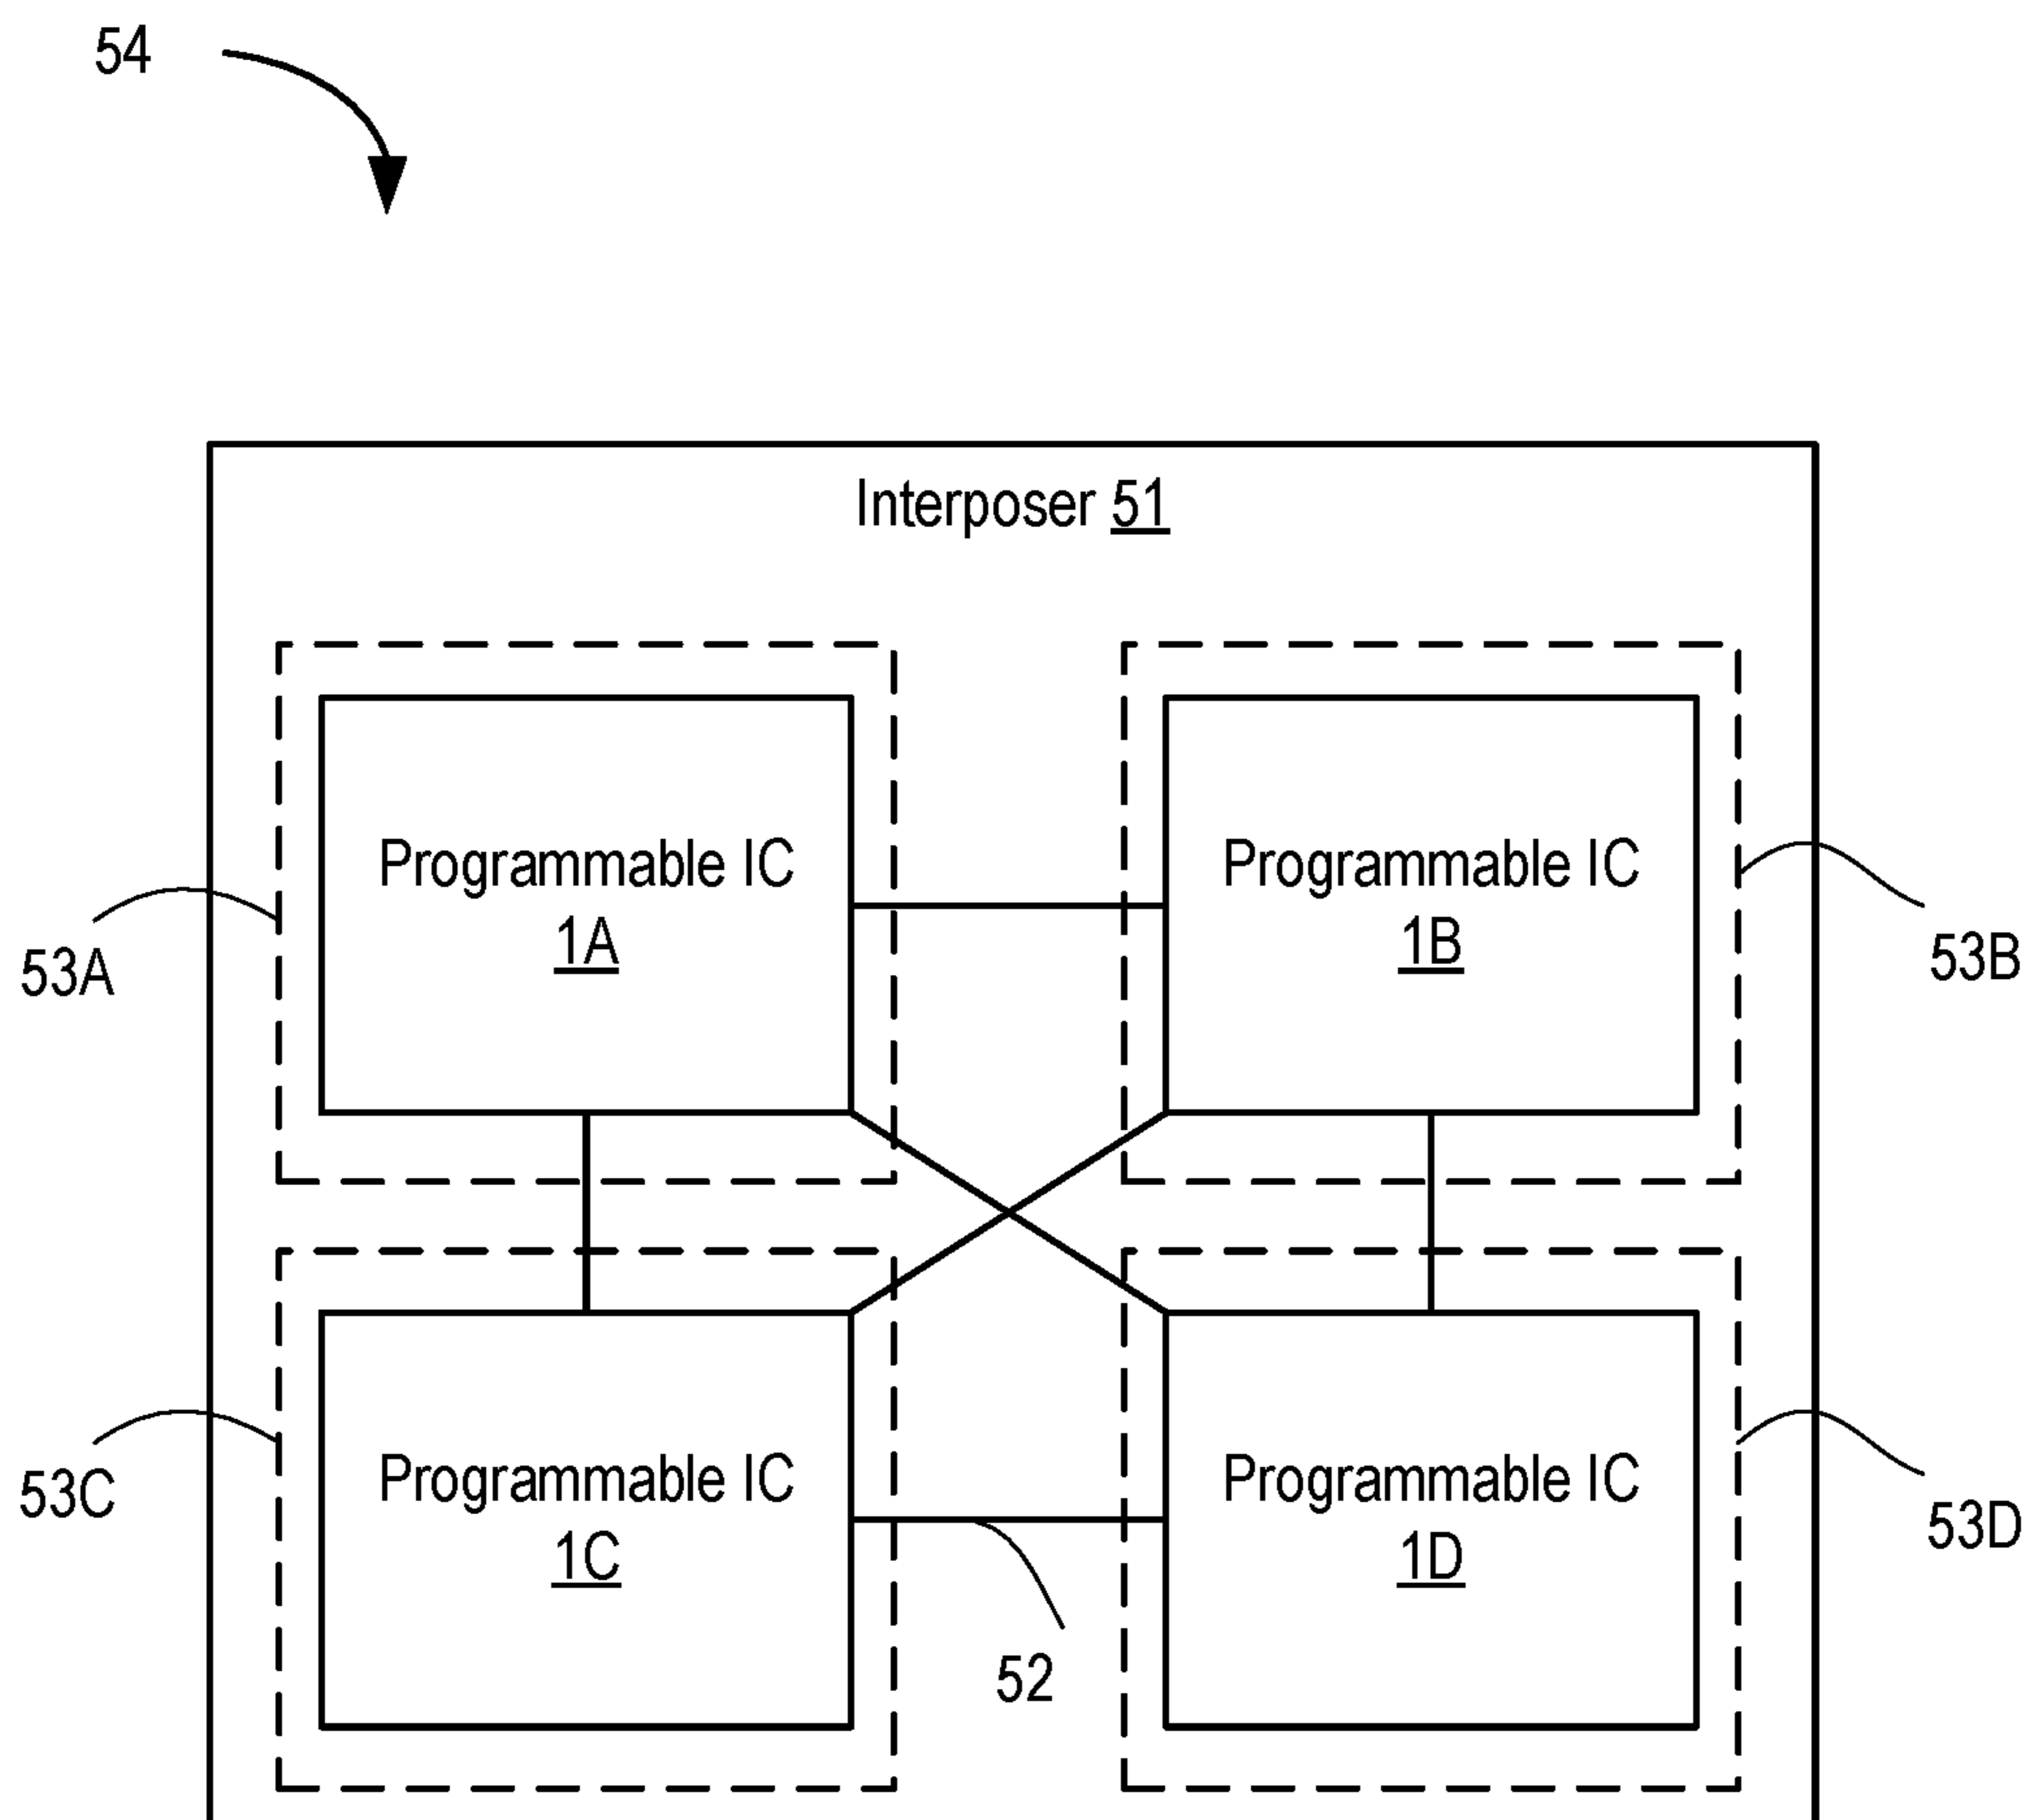 54
Interposer 51
Programmable IC
1A
Programmable IC
1B
53A
53B
Programmable IC
1C
Programmable IC
1D
53C
53D
52